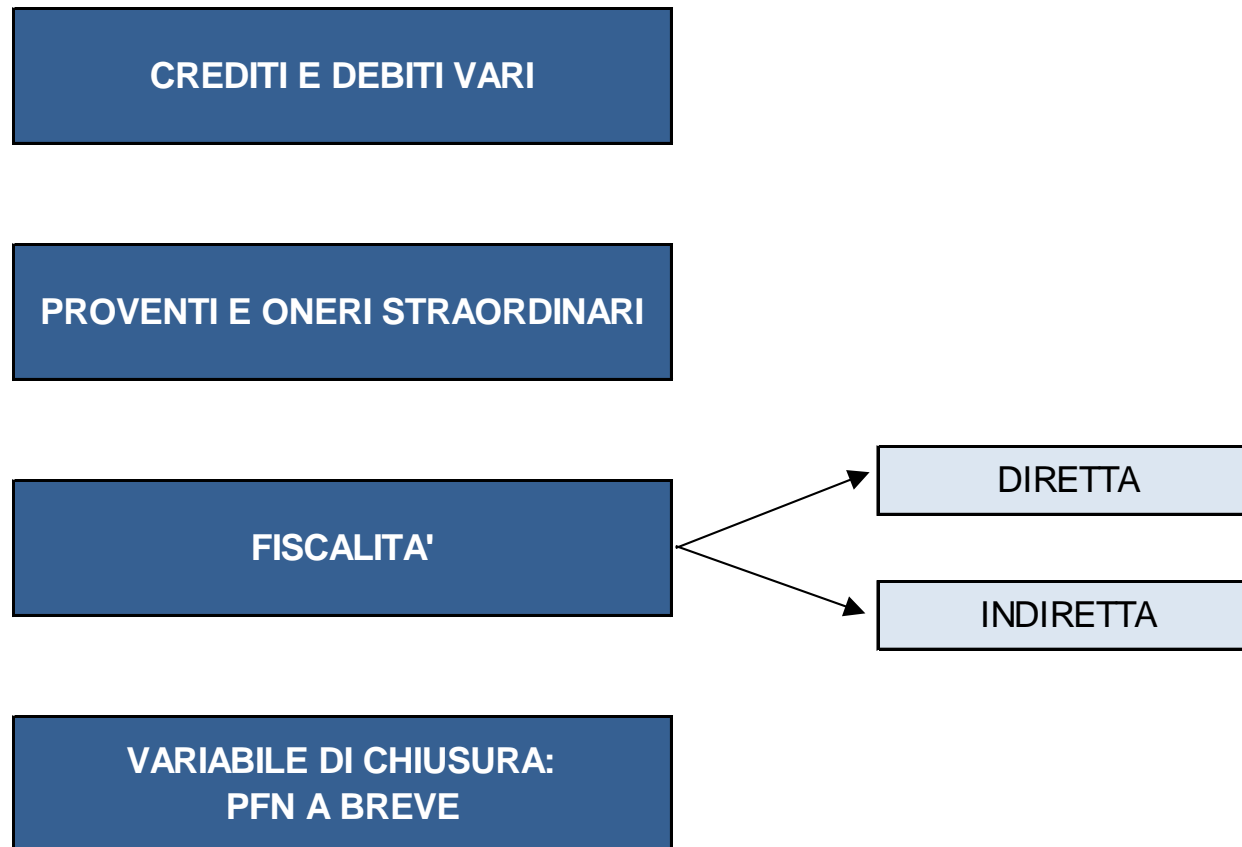 CREDITI E DEBITI VARI
PROVENTI E ONERI STRAORDINARI
FISCALITA'
DIRETTA
INDIRETTA
VARIABILE DI CHIUSURA:
PFN A BREVE